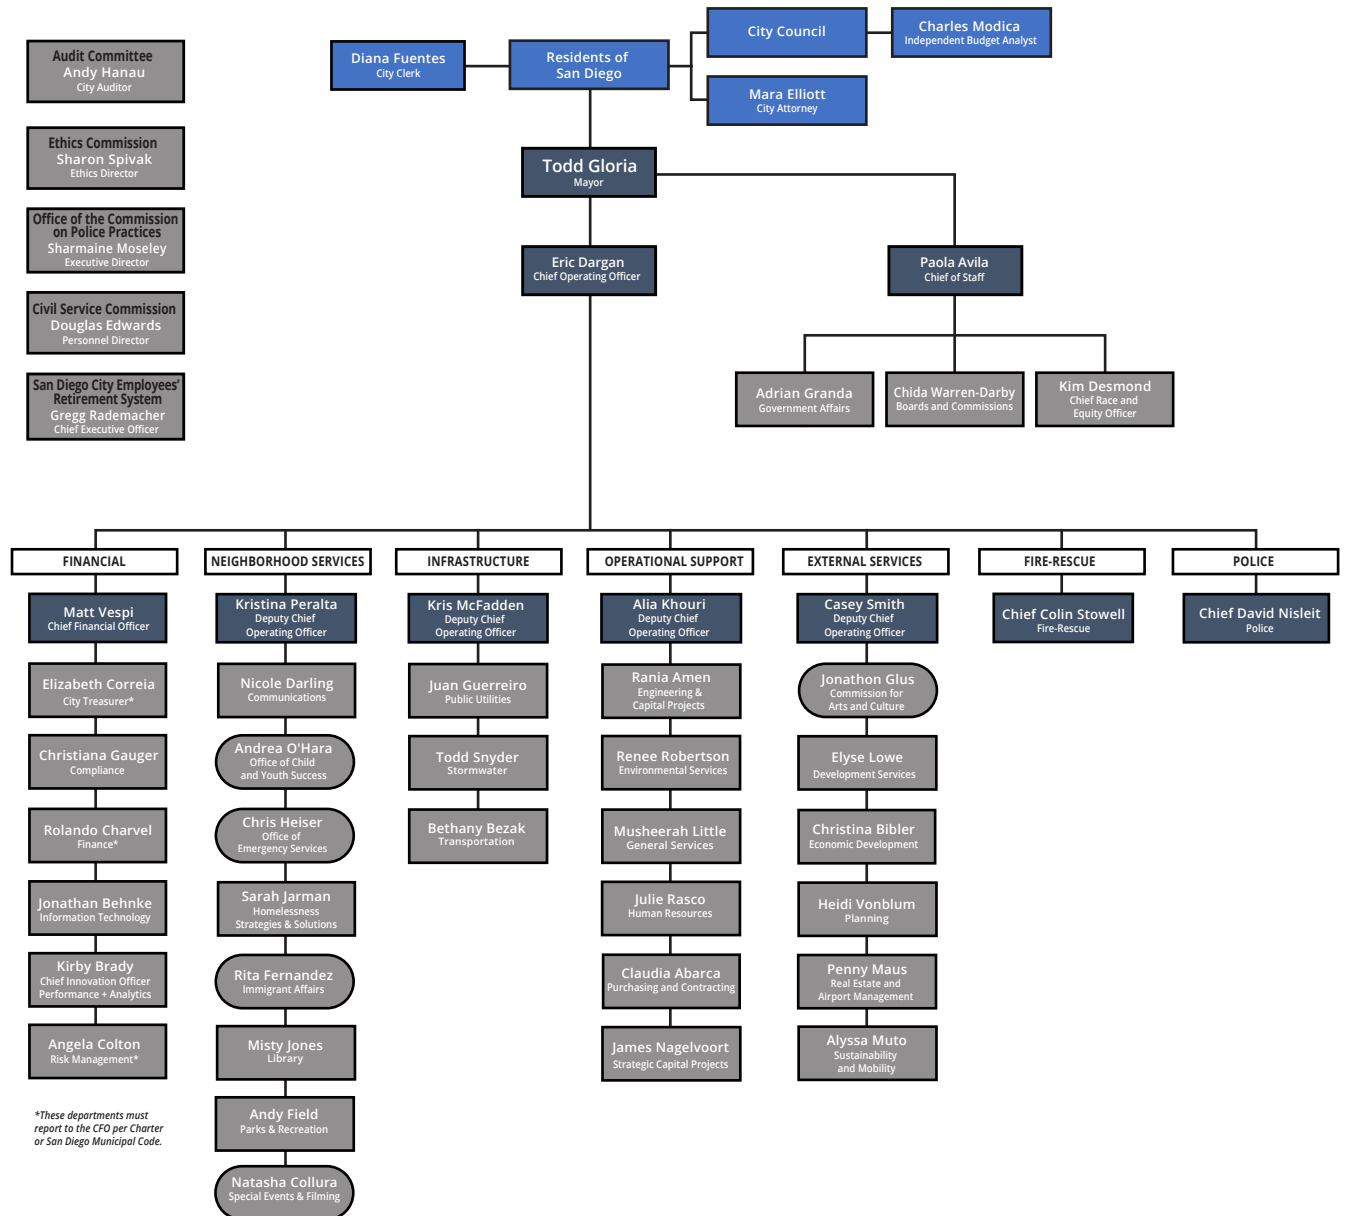 Audit Committee
Andy Hanau
City Auditor
Ethics Commission
Sharon Spivak
Ethics Director
Office of the Commission
on Police Practices
Sharmaine Moseley
Executive Director
Civil Service Commission
Douglas Edwards
Personnel Director
San Diego City Employees’
Retirement System
Gregg Rademacher
Chief Executive Officer
Diana Fuentes
City Clerk
Residents of
San Diego
City Council
Charles Modica
Independent Budget Analyst
Mara Elliott
City Attorney
Todd Gloria
Mayor
Eric Dargan
Chief Operating Officer
Paola Avila
Chief of Staff
Adrian Granda
Government Affairs
Chida Warren-Darby
Boards and Commissions
Kim Desmond
Chief Race and
Equity Officer
FINANCIAL
Matt Vespi
Chief Financial Officer
Elizabeth Correia
City Treasurer*
Christiana Gauger
Compliance
Rolando Charvel
Finance*
Jonathan Behnke
Information Technology
Kirby Brady
Chief Innovation Officer
Performance + Analytics
Angela Colton
Risk Management*
*These departments must
report to the CFO per Charter
or San Diego Municipal Code.
NEIGHBORHOOD SERVICES
Kristina Peralta
Deputy Chief
Operating Officer
Nicole Darling
Communications
Andrea O'Hara
Office of Child
and Youth Success
Chris Heiser
Office of
Emergency Services
Sarah Jarman
Homelessness
Strategies & Solutions
Rita Fernandez
Immigrant Affairs
Misty Jones
Library
Andy Field
Parks & Recreation
Natasha Collura
Special Events & Filming
INFRASTRUCTURE
Kris McFadden
Deputy Chief
Operating Officer
Juan Guerreiro
Public Utilities
Todd Snyder
Stormwater
Bethany Bezak
Transportation
OPERATIONAL SUPPORT
Alia Khouri
Deputy Chief
Operating Officer
Rania Amen
Engineering &
Capital Projects
Renee Robertson
Environmental Services
Musheerah Little
General Services
Julie Rasco
Human Resources
Claudia Abarca
Purchasing and Contracting
James Nagelvoort
Strategic Capital Projects
EXTERNAL SERVICES
Casey Smith
Deputy Chief
Operating Officer
Jonathon Glus
Commission for
Arts and Culture
Elyse Lowe
Development Services
Christina Bibler
Economic Development
Heidi Vonblum
Planning
Penny Maus
Real Estate and
Airport Management
Alyssa Muto
Sustainability
and Mobility
FIRE-RESCUE
Chief Colin Stowell
Fire-Rescue
POLICE
Chief David Nisleit
Police